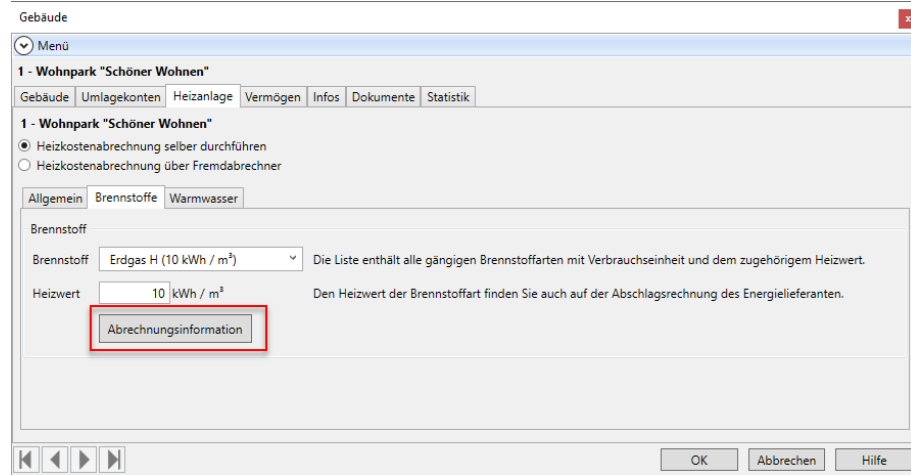 Gebäude
x
Menü
1 - Wohnpark "Schöner Wohnen"
Gebäude Umlagekonten Heizanlage Vermögen Infos Dokumente Statistik
1 - Wohnpark "Schöner Wohnen"
Heizkostenabrechnung selber durchführen
Heizkostenabrechnung über Fremdabrechner
Allgemein Brennstoffe Warmwasser
Brennstoff
Brennstoff Erdgas H (10 kWh / m³) Die Liste enthält alle gängigen Brennstoffarten mit Verbrauchseinheit und dem zugehörigem Heizwert.
Heizwert 10 kWh / m³ Den Heizwert der Brennstoffart finden Sie auch auf der Abschlagsrechnung des Energielieferanten.
Abrechnungsinformation
OK Abbrechen Hilfe